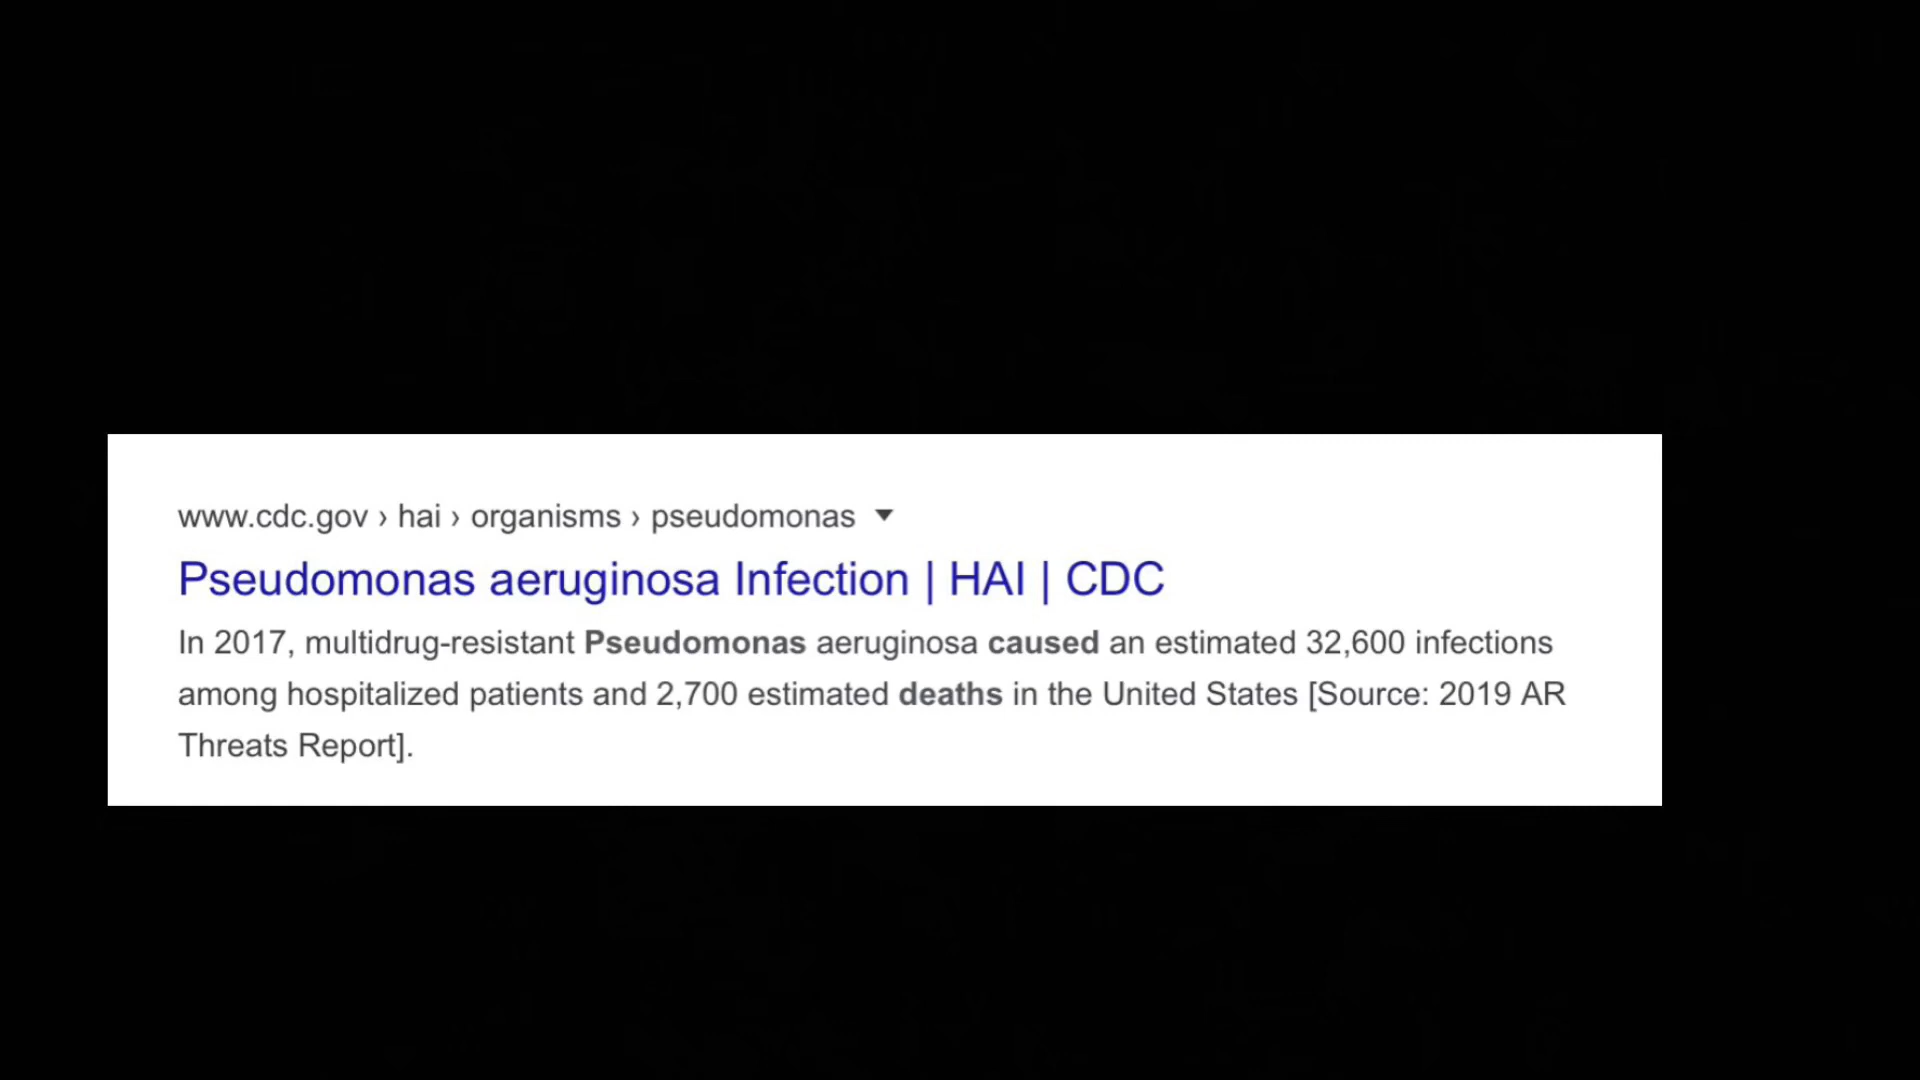 www.cdc.gov › hai › organisms › pseudomonas
Pseudomonas aeruginosa Infection | HAI | CDC
In 2017, multidrug-resistant Pseudomonas aeruginosa caused an estimated 32,600 infections
among hospitalized patients and 2,700 estimated deaths in the United States [Source: 2019 AR
Threats Report].